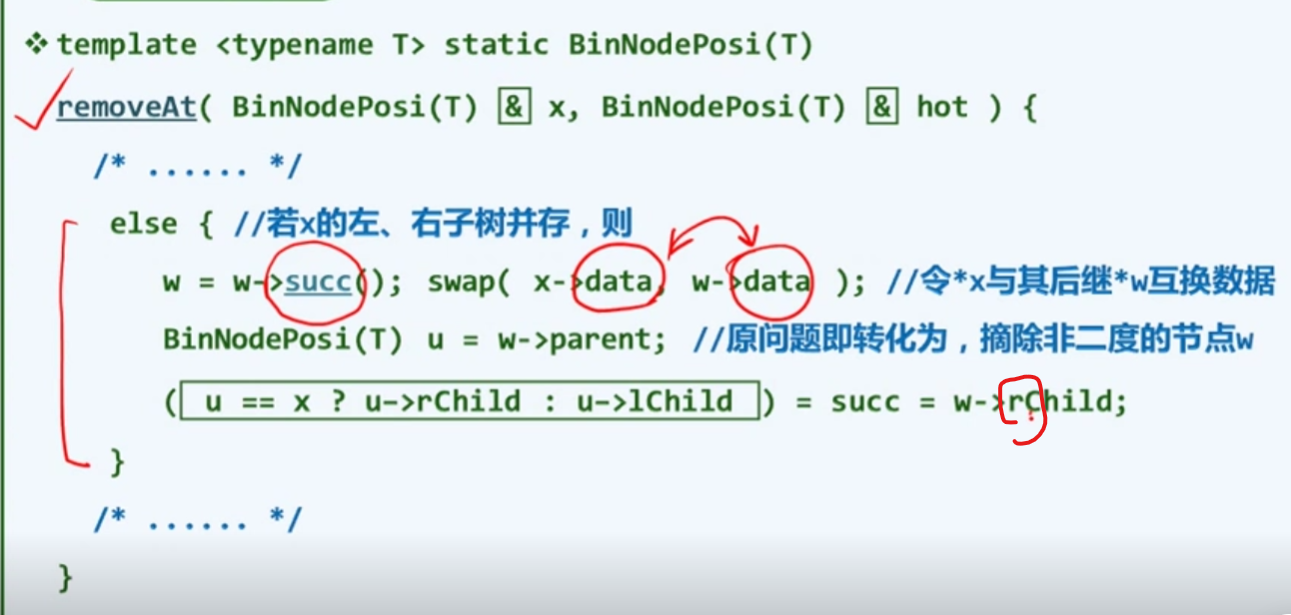 ❖ template <typename T> static BinNodePosi(T)
removeAt( BinNodePosi(T) & x, BinNodePosi(T) & hot ) {
/* ...... */
else { //若x的左、右子树并存，则
w = w->succ(); swap( x->data, w->data ); //令*x与其后继*w互换数据
BinNodePosi(T) u = w->parent; //原问题即转化为，摘除非二度的节点w
( u == x ? u->rChild : u->lChild ) = succ = w->rChild;
}
/* ...... */
}